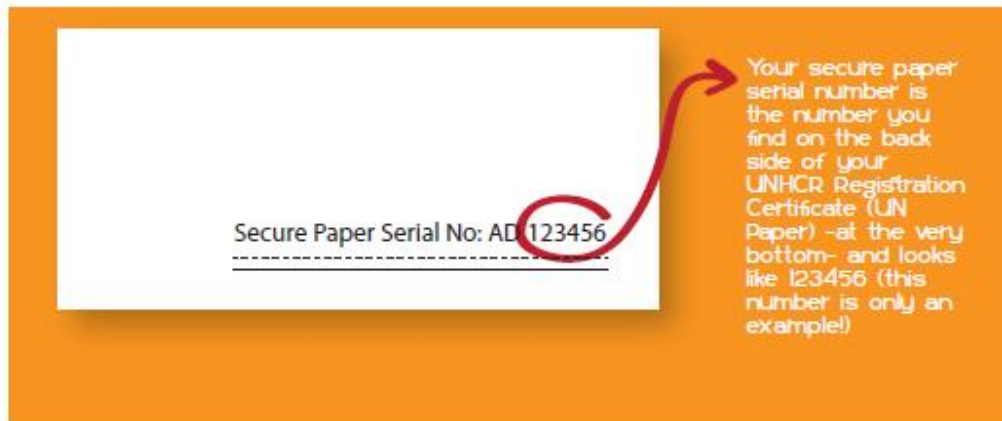 Secure Paper Serial No: AD 123456
Your secure paper
serial number is
the number you
find on the back
side of your
UNHCR Registration
Certificate (UN
Paper) -at the very
bottom- and looks
like 123456 (this
number is only an
example!)